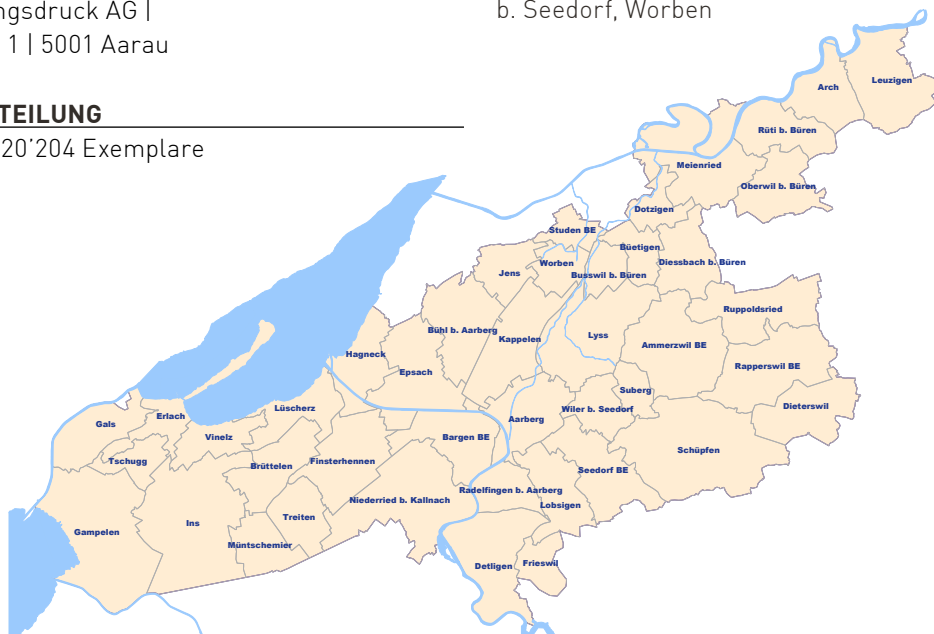 ngsdruck AG |
1 | 5001 Aarau
TEILUNG
20'204 Exemplare
b. Seedorf, Worben
Leuzigen
Arch
Rüti b. Büren
Meienried
Oberwil b. Büren
Dotzigen
Studen BE
Büetigen
Worben
Diessbach b. Büren
Jens
Busswil b. Büren
Ruppoldsried
Bühl b. Aarberg
Lyss
Kappelen
Ammerzwil BE
Hagneck
Rapperswil BE
Epsach
Suberg
Dieterswil
Lüscherz
Wiler b. Seedorf
Erlach
Aarberg
Gals
Vinelz
Bargen BE
Schüpfen
Tschugg
Finsterhennen
Brüttelen
Seedorf BE
Radelfingen b. Aarberg
Niederried b. Kallnach
Lobsigen
Treiten
Ins
Gampelen
Müntschemier
Frieswil
Detligen